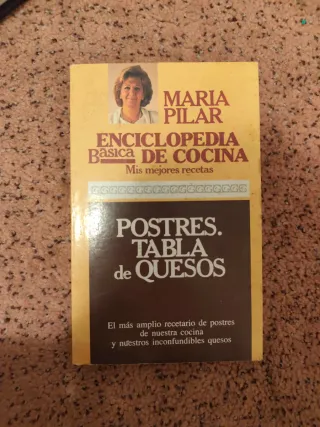 MARIA
PILAR
ENCICLOPEDIA
Básica DE COCINA
Mis mejores recetas
POSTRES.
TABLA
de QUESOS
El más amplio recetario de postres
de nuestra cocina
y nuestros inconfundibles quesos